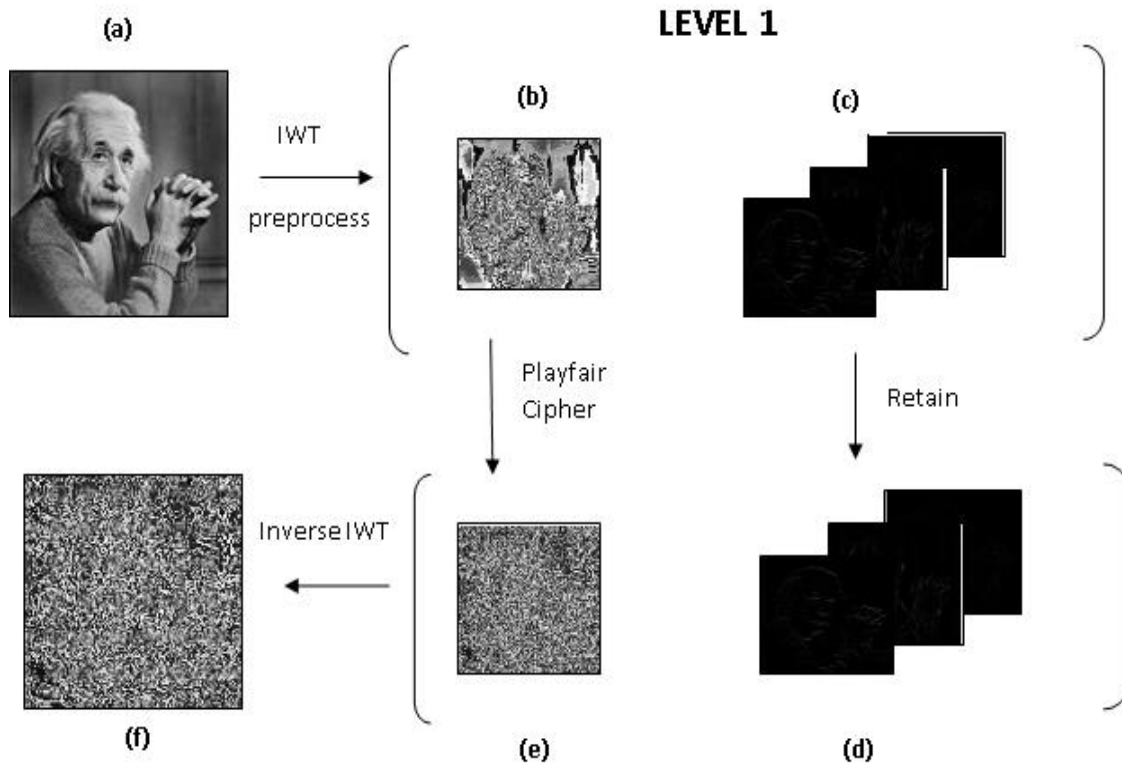 LEVEL 1
(a)
(b)
(c)
IWT
preprocess
Playfair
Cipher
Retain
Inverse IWT
(f)
(e)
(d)